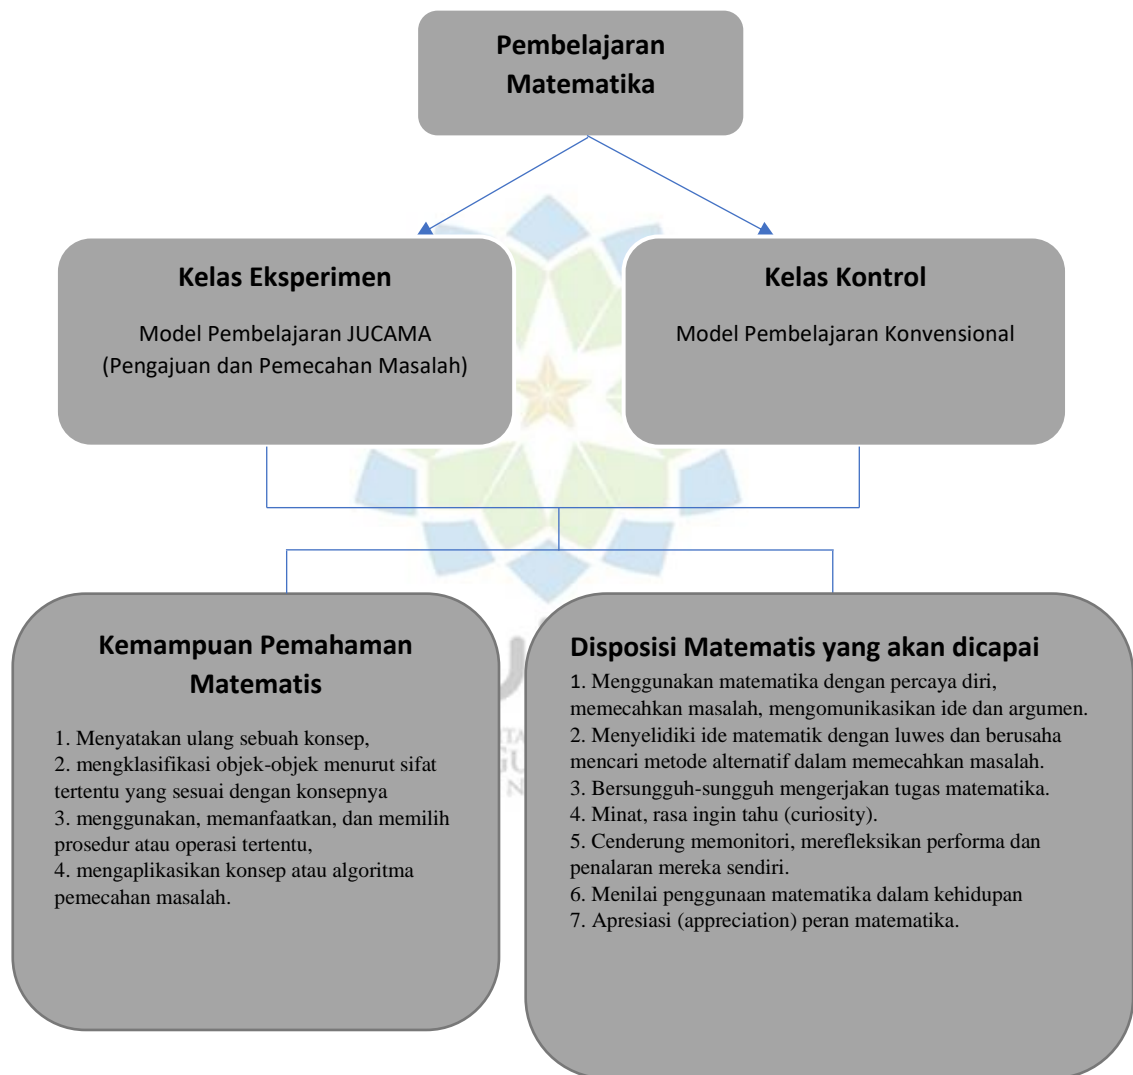 Pembelajaran
Matematika
Kelas Eksperimen
Model Pembelajaran JUCAMA
(Pengajuan dan Pemecahan Masalah)
Kelas Kontrol
Model Pembelajaran Konvensional
Kemampuan Pemahaman
Matematis
1. Menyatakan ulang sebuah konsep,
2. mengklasifikasi objek-objek menurut sifat
tertentu yang sesuai dengan konsepnya
3. menggunakan, memanfaatkan, dan memilih
prosedur atau operasi tertentu,
4. mengaplikasikan konsep atau algoritma
pemecahan masalah.
Disposisi Matematis yang akan dicapai
1. Menggunakan matematika dengan percaya diri,
memecahkan masalah, mengomunikasikan ide dan argumen.
2. Menyelidiki ide matematik dengan luwes dan berusaha
mencari metode alternatif dalam memecahkan masalah.
3. Bersungguh-sungguh mengerjakan tugas matematika.
4. Minat, rasa ingin tahu (curiosity).
5. Cenderung memonitori, merefleksikan performa dan
penalaran mereka sendiri.
6. Menilai penggunaan matematika dalam kehidupan
7. Apresiasi (appreciation) peran matematika.